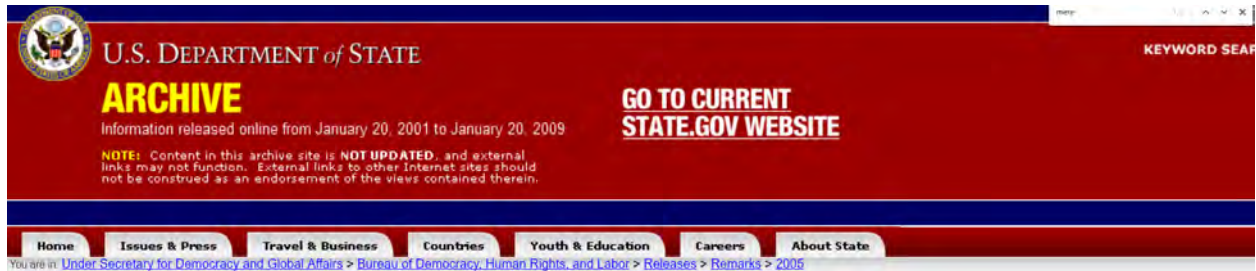 U.S. DEPARTMENT of STATE
KEYWORD SEAR
ARCHIVE
GO TO CURRENT
STATE.GOV WEBSITE
Information released online from January 20, 2001 to January 20, 2009
NOTE: Content in this archive site is NOT UPDATED, and external
links may not function. External links to other Internet sites should
not be construed as an endorsement of the views contained therein.
Home Issues & Press Travel & Business Countries Youth & Education Careers About State
You are in: Under Secretary for Democracy and Global Affairs > Bureau of Democracy, Human Rights, and Labor > Releases > Remarks > 2005